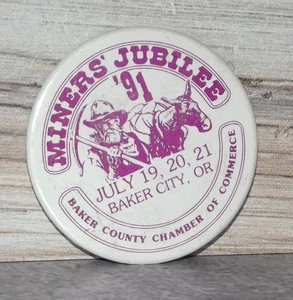 MINERS' JUBILEE
'91
JULY 19, 20, 21
BAKER CITY, OR
BAKER COUNTY CHAMBER OF COMMERCE